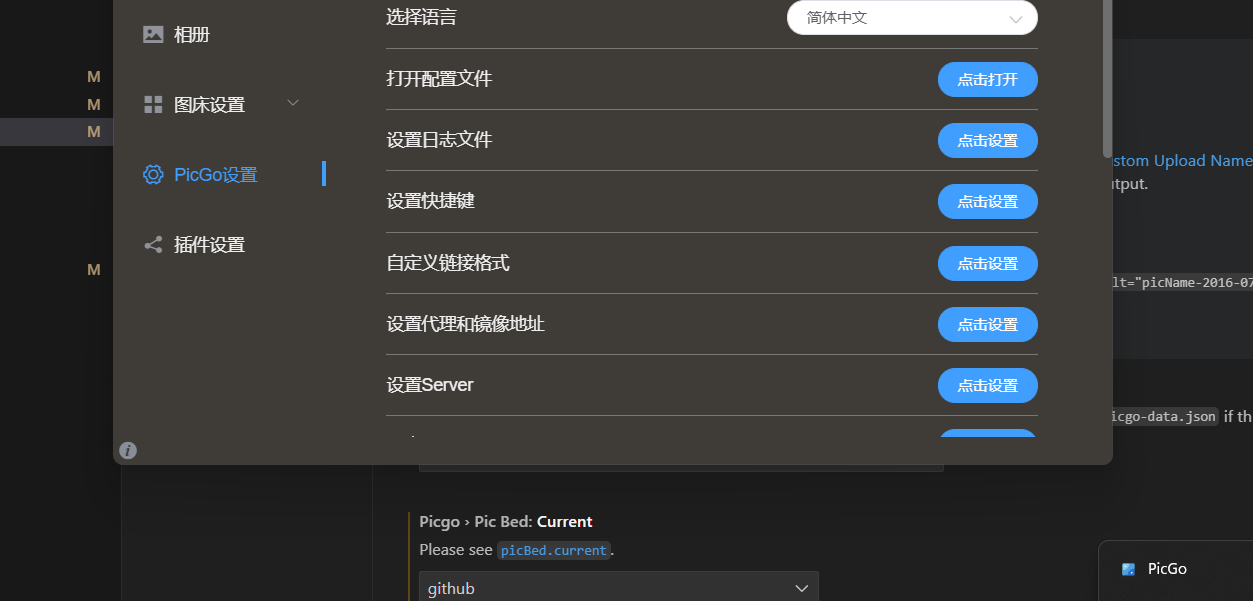 选择语言
简体中文
相册
打开配置文件
点击打开
M
M
图床设置
M
设置日志文件
点击设置
stom Upload Name
PicGo设置
utput.
设置快捷键
点击设置
插件设置
M
自定义链接格式
点击设置
lt="picName-2016-07
设置代理和镜像地址
点击设置
设置Server
点击设置
icgo-data.json if th
Picgo › Pic Bed: Current
Please see picBed.current.
github
PicGo